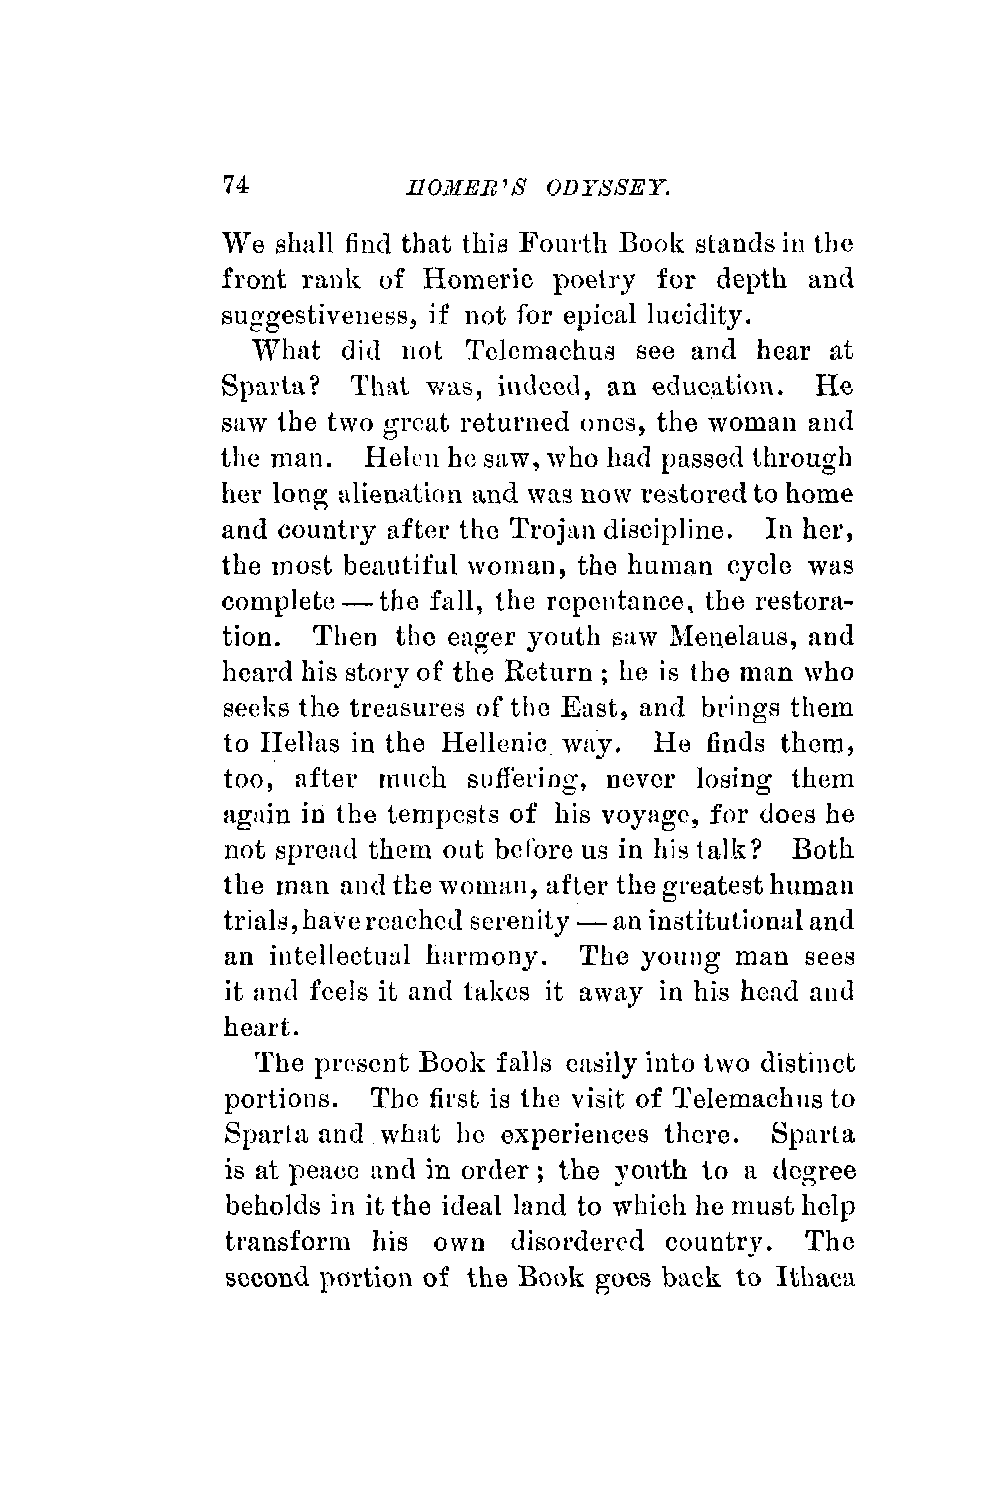 74 HOMER'S ODYSSEY.
We shall find that this Fourth Book stands in the
front rank of Homeric poetry for depth and
suggestiveness, if not for epical lucidity.
What did not Telemachus see and hear at
Sparta? That was, indeed, an education. He
saw the two great returned ones, the woman and
the man. Helen he saw, who had passed through
her long alienation and was now restored to home
and country after the Trojan discipline. In her,
the most beautiful woman, the human cycle was
complete — the fall, the repentance, the restora-
tion. Then the eager youth saw Menelaus, and
heard his story of the Return; he is the man who
seeks the treasures of the East, and brings them
to Hellas in the Hellenic way. He finds them,
too, after much suffering, never losing them
again in the tempests of his voyage, for does he
not spread them out before us in his talk? Both
the man and the woman, after the greatest human
trials, have reached serenity — an institutional and
an intellectual harmony. The young man sees
it and feels it and takes it away in his head and
heart.
The present Book falls easily into two distinct
portions. The first is the visit of Telemachus to
Sparta and what he experiences there. Sparta
is at peace and in order; the youth to a degree
beholds in it the ideal land to which he must help
transform his own disordered country. The
second portion of the Book goes back to Ithaca